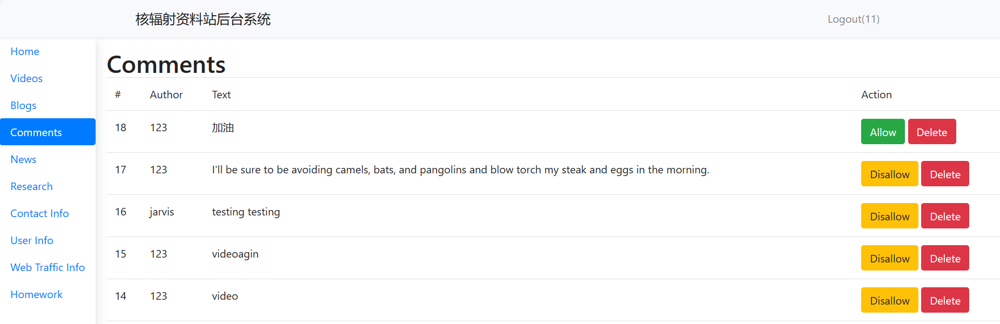 核辐射资料站后台系统 Logout(11)
Home
Videos
Blogs
Comments
News
Research
Contact Info
User Info
Web Traffic Info
Homework
Comments
# Author Text Action
18 123 加油 Allow Delete
17 123 I'll be sure to be avoiding camels, bats, and pangolins and blow torch my steak and eggs in the morning. Disallow Delete
16 jarvis testing testing Disallow Delete
15 123 videoagin Disallow Delete
14 123 video Disallow Delete